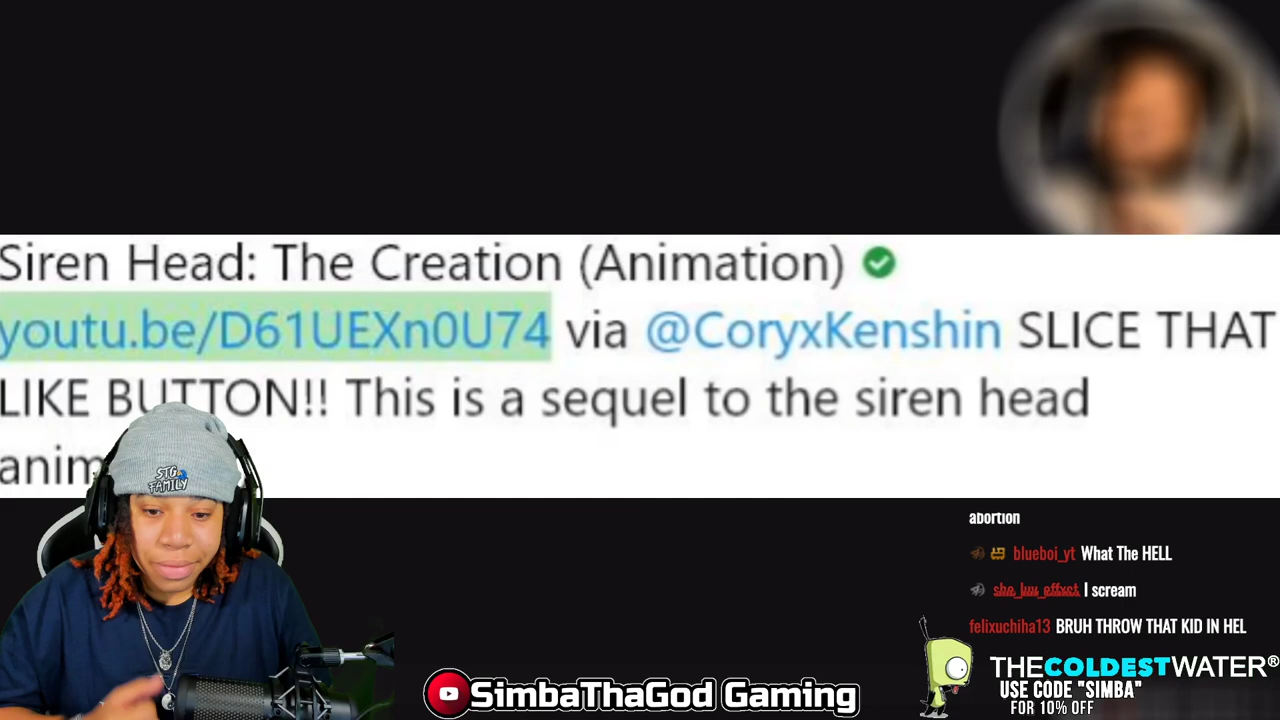 Siren Head: The Creation (Animation)
youtu.be/D61UEXn0U74 via @CoryxKenshin SLICE THAT
LIKE BUTTON!! This is a sequel to the siren head
anim
STG
FAMILY
abortion
blueboi_yt What The HELL
she_luv_effxct I scream
felixuchiha13 BRUH THROW THAT KID IN HEL
THECOLDESTWATER®
USE CODE "SIMBA"
FOR 10% OFF
SimbaThaGod Gaming